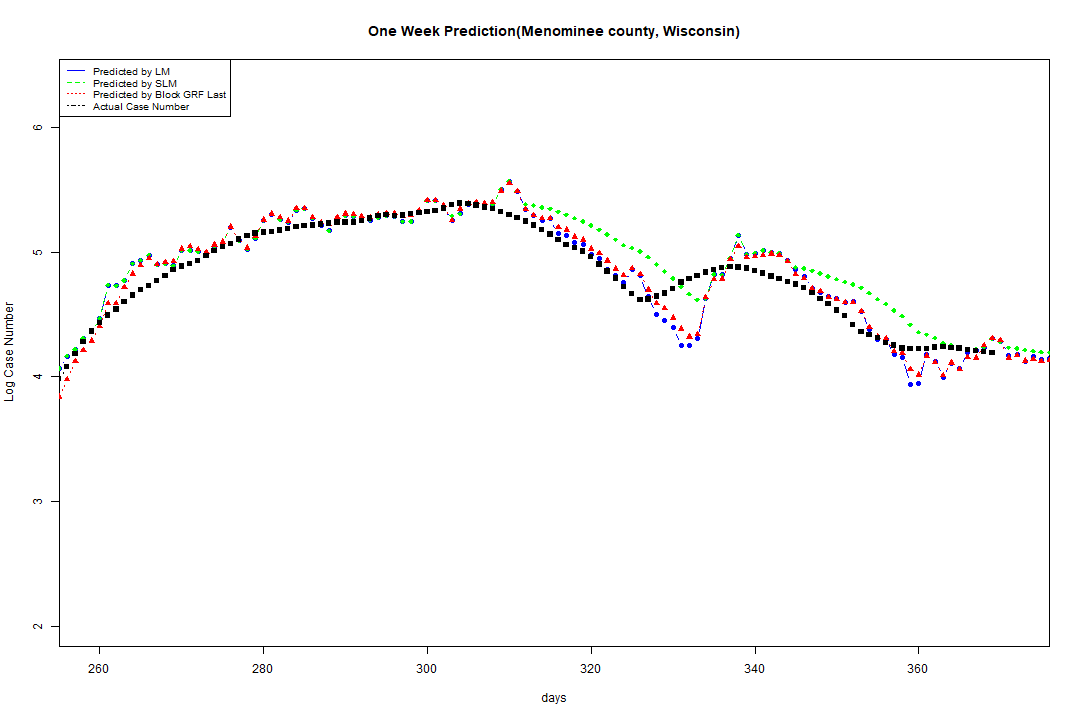 One Week Prediction(Menominee county, Wisconsin)
Predicted by LM
Predicted by SLM
Predicted by Block GRF Last
Actual Case Number
6
5
4
3
2
Log Case Number
260 280 300 320 340 360
days